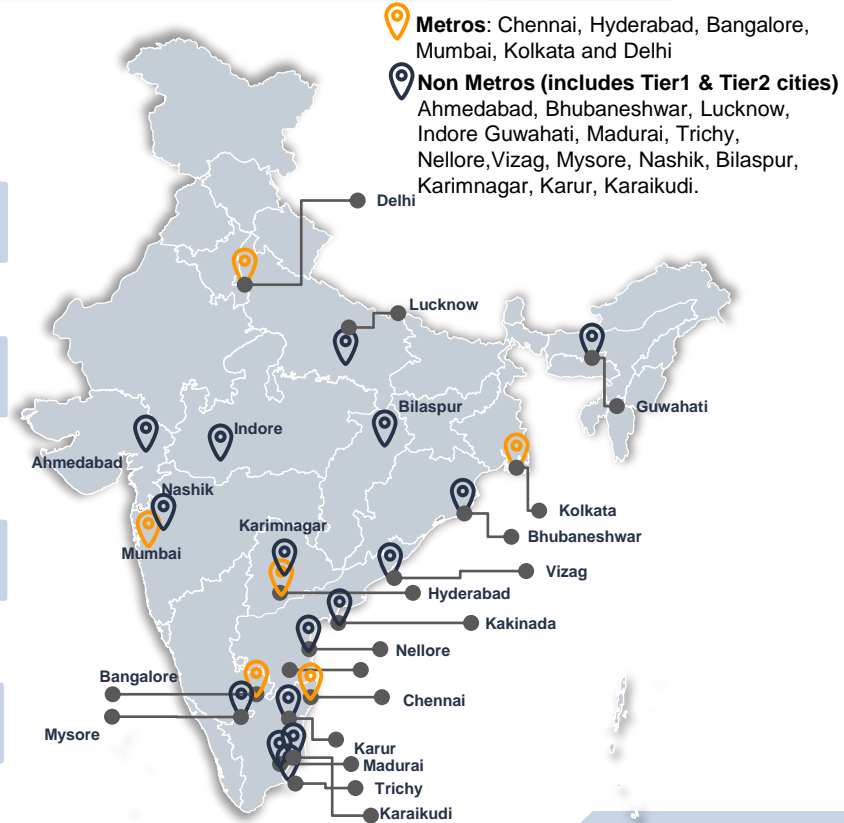 Metros: Chennai, Hyderabad, Bangalore,
Mumbai, Kolkata and Delhi
Non Metros (includes Tier1 & Tier2 cities)
Ahmedabad, Bhubaneshwar, Lucknow,
Indore Guwahati, Madurai, Trichy,
Nellore,Vizag, Mysore, Nashik, Bilaspur,
Karimnagar, Karur, Karaikudi.
Delhi
Lucknow
Guwahati
Bilaspur
Indore
Ahmedabad
Nashik
Kolkata
Karimnagar
Bhubaneshwar
Mumbai
Vizag
Hyderabad
Kakinada
Nellore
Bangalore
Chennai
Mysore
Karur
Madurai
Trichy
Karaikudi